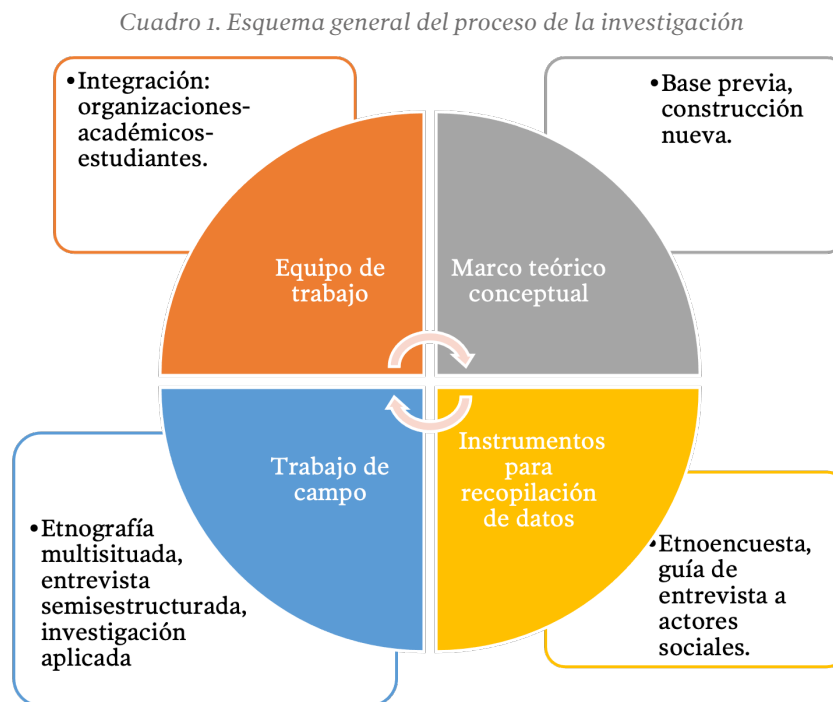 Cuadro 1. Esquema general del proceso de la investigación
•Integración:
organizaciones-
académicos-
estudiantes.
•Base previa,
construcción
nueva.
Equipo de
trabajo
Marco teórico
conceptual
Trabajo de
campo
Instrumentos
para
recopilación
de datos
•Etnografía
multisituada,
entrevista
semisestructurada,
investigación
aplicada
•Etnoencuesta,
guía de
entrevista a
actores
sociales.